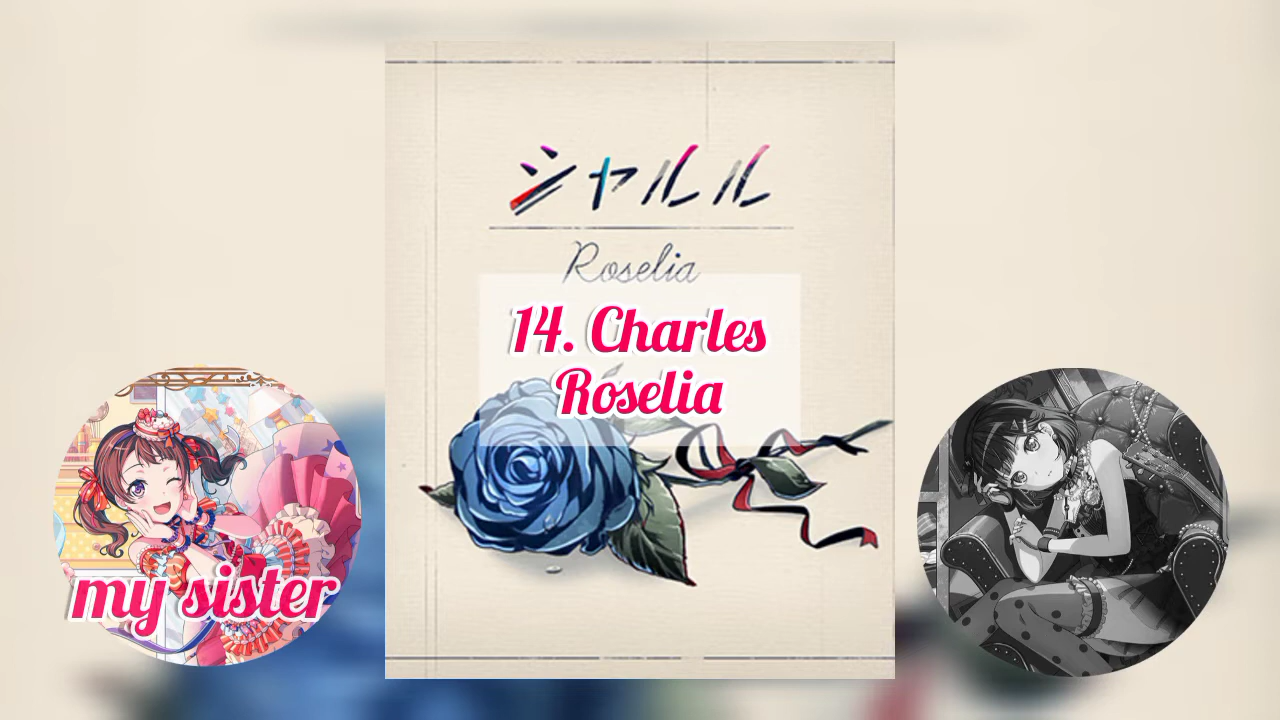 シャルル
Roselia
14. Charles
Roselia
my sister